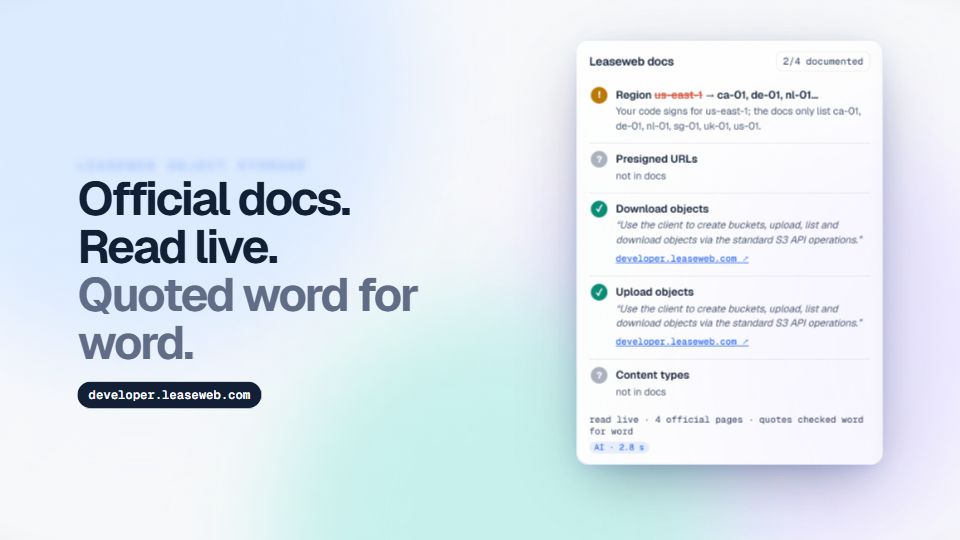 Official docs.
Read live.
Quoted word for
word.
developer.leaseweb.com
Leaseweb docs
2/4 documented
! Region us-east-1 → ca-01, de-01, nl-01…
Your code signs for us-east-1; the docs only list ca-01,
de-01, nl-01, sg-01, uk-01, us-01.
? Presigned URLs
not in docs
✓ Download objects
"Use the client to create buckets, upload, list and
download objects via the standard S3 API operations."
developer.leaseweb.com ↗
✓ Upload objects
"Use the client to create buckets, upload, list and
download objects via the standard S3 API operations."
developer.leaseweb.com ↗
? Content types
not in docs
read live · 4 official pages · quotes checked word
for word
AI · 2.8 s